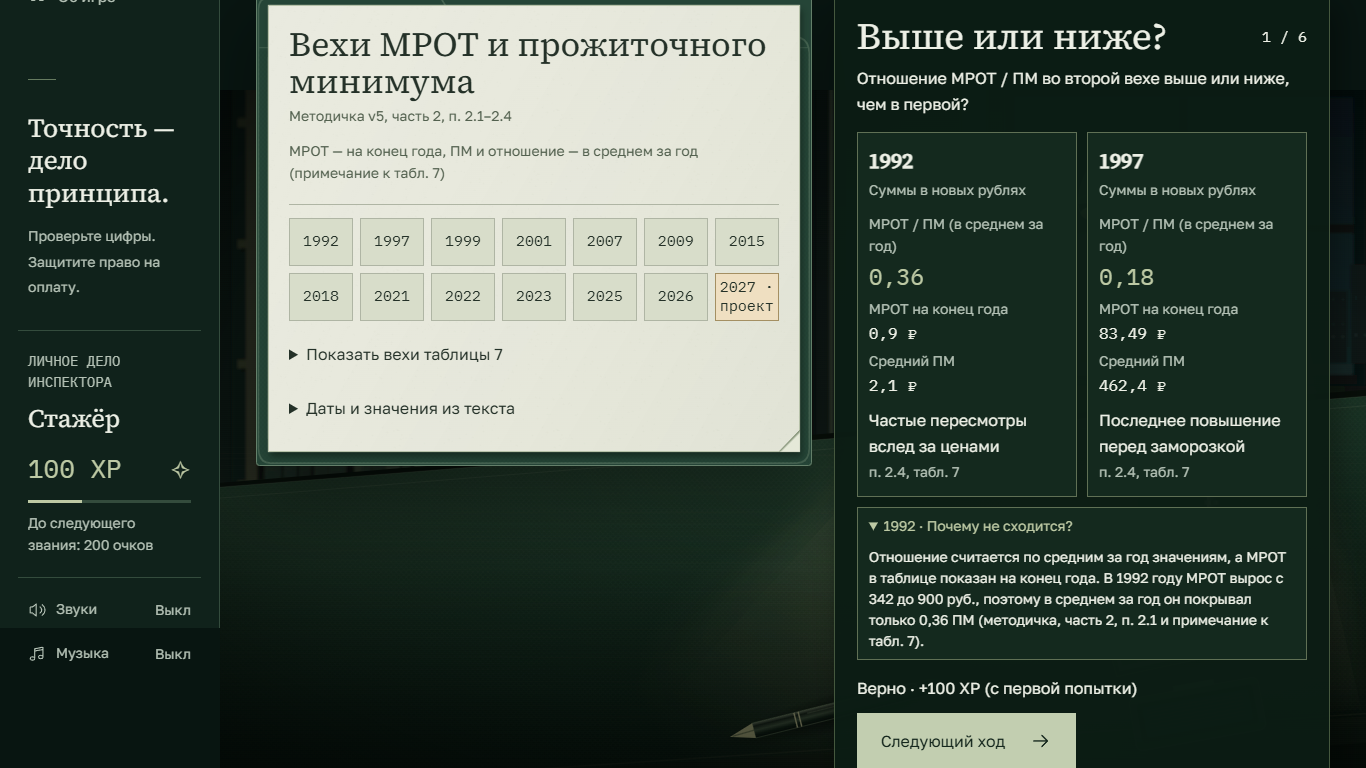 Точность —
дело
принципа.
Проверьте цифры.
Защитите право на
оплату.
ЛИЧНОЕ ДЕЛО
ИНСПЕКТОРА
Стажёр
100 XP
До следующего
звания: 200 очков
Звуки Выкл
Музыка Выкл
Вехи МРОТ и прожиточного
минимума
Методичка v5, часть 2, п. 2.1–2.4
МРОТ — на конец года, ПМ и отношение — в среднем за год
(примечание к табл. 7)
1992 1997 1999 2001 2007 2009 2015
2018 2021 2022 2023 2025 2026 2027 ·
проект
Показать вехи таблицы 7
Даты и значения из текста
Выше или ниже?
1 / 6
Отношение МРОТ / ПМ во второй вехе выше или ниже,
чем в первой?
1992
Суммы в новых рублях
МРОТ / ПМ (в среднем за
год)
0,36
МРОТ на конец года
0,9 ₽
Средний ПМ
2,1 ₽
Частые пересмотры
вслед за ценами
п. 2.4, табл. 7
1997
Суммы в новых рублях
МРОТ / ПМ (в среднем за
год)
0,18
МРОТ на конец года
83,49 ₽
Средний ПМ
462,4 ₽
Последнее повышение
перед заморозкой
п. 2.4, табл. 7
1992 · Почему не сходится?
Отношение считается по средним за год значениям, а МРОТ
в таблице показан на конец года. В 1992 году МРОТ вырос с
342 до 900 руб., поэтому в среднем за год он покрывал
только 0,36 ПМ (методичка, часть 2, п. 2.1 и примечание к
табл. 7).
Верно · +100 XP (с первой попытки)
Следующий ход →